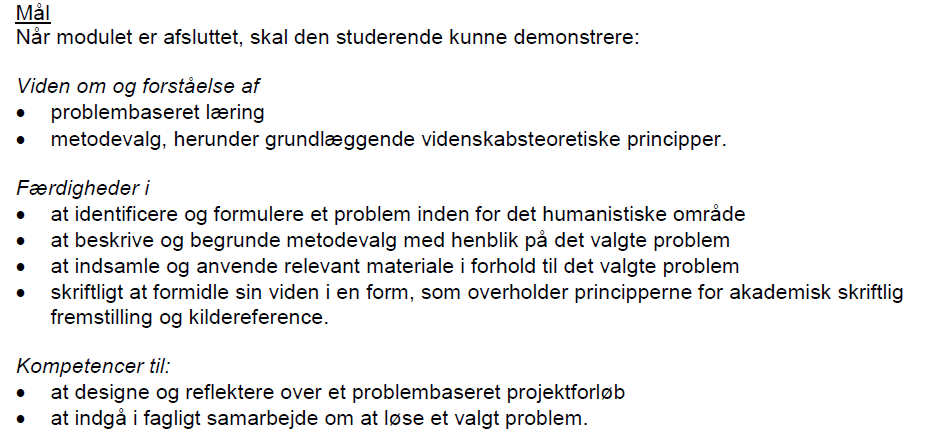 Mål
Når modulet er afsluttet, skal den studerende kunne demonstrere:
Viden om og forståelse af
• problembaseret læring
• metodevalg, herunder grundlæggende videnskabsteoretiske principper.
Færdigheder i
• at identificere og formulere et problem inden for det humanistiske område
• at beskrive og begrunde metodevalg med henblik på det valgte problem
• at indsamle og anvende relevant materiale i forhold til det valgte problem
• skriftligt at formidle sin viden i en form, som overholder principperne for akademisk skriftlig
fremstilling og kildereference.
Kompetencer til:
• at designe og reflektere over et problembaseret projektforløb
• at indgå i fagligt samarbejde om at løse et valgt problem.